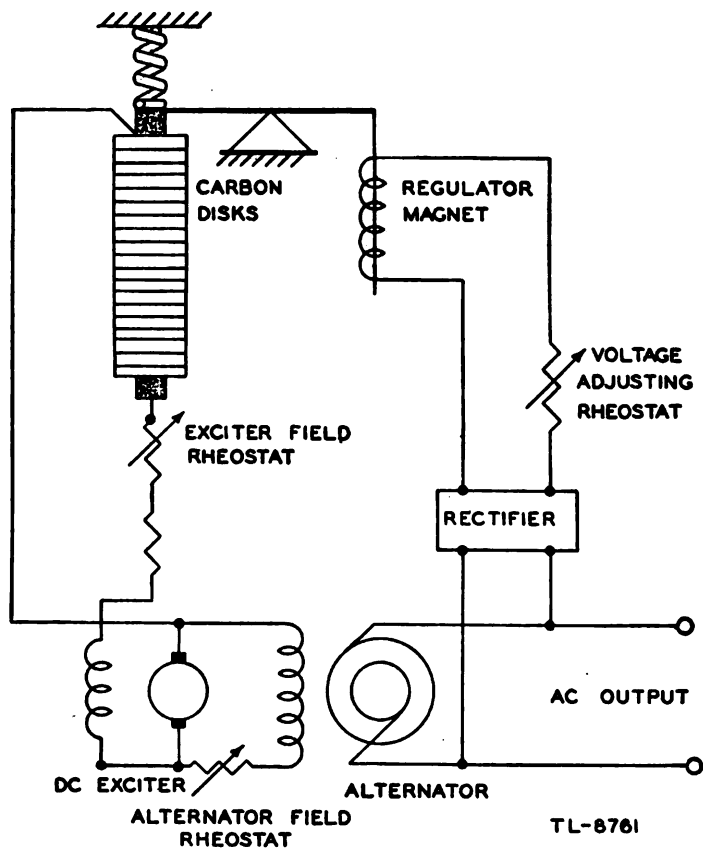 CARBON
DISKS
REGULATOR
MAGNET
VOLTAGE
ADJUSTING
RHEOSTAT
EXCITER FIELD
RHEOSTAT
RECTIFIER
AC OUTPUT
DC EXCITER
ALTERNATOR
ALTERNATOR FIELD
RHEOSTAT
TL-8761